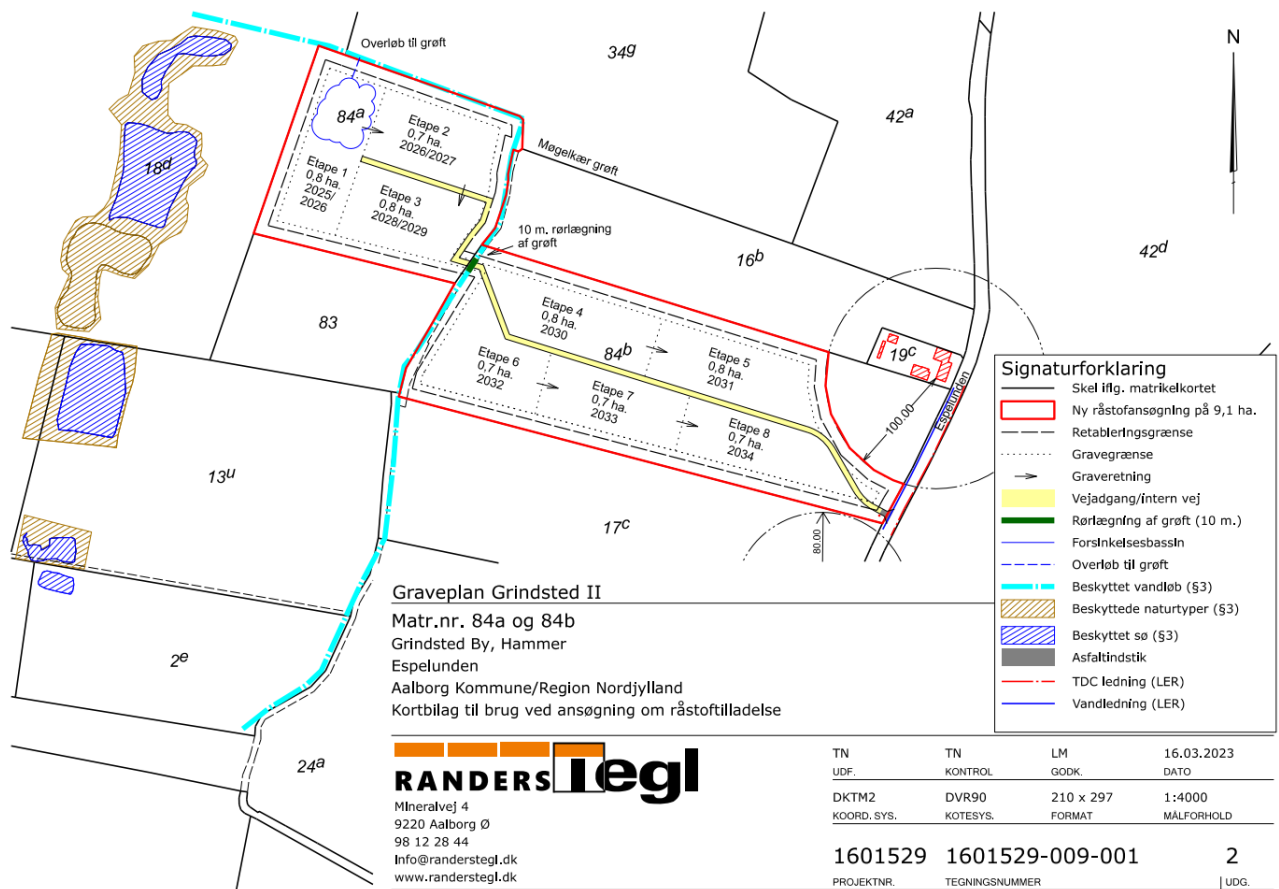 Overløb til grøft
34g
N
84a
Etape 2
0,7 ha.
2026/2027
42a
Møgelkær grøft
18d
Etape 1
0,8 ha.
2025/
2026
Etape 3
0,8 ha.
2028/2029
10 m. rørlægning
af grøft
16b
42d
83
Etape 4
0,8 ha.
2030
84b
Etape 5
0,8 ha.
2031
19c
Etape 6
0,7 ha.
2032
Etape 7
0,7 ha.
2033
Etape 8
0,7 ha.
2034
100.00
Espelunden
80.00
13u
17c
2e
24a
Signaturforklaring
Skel iflg. matrikelkortet
Ny råstofansøgning på 9,1 ha.
Retableringsgrænse
Gravegrænse
Graveretning
Vejadgang/intern vej
Rørlægning af grøft (10 m.)
Forsinkelsesbassin
Overløb til grøft
Beskyttet vandløb (§3)
Beskyttede naturtyper (§3)
Beskyttet sø (§3)
Asfaltindstik
TDC ledning (LER)
Vandledning (LER)
Graveplan Grindsted II
Matr.nr. 84a og 84b
Grindsted By, Hammer
Espelunden
Aalborg Kommune/Region Nordjylland
Kortbilag til brug ved ansøgning om råstoftilladelse
RANDERS Tegl
Mineralvej 4
9220 Aalborg Ø
98 12 28 44
Info@randerstegl.dk
www.randerstegl.dk
TN TN LM 16.03.2023
UDF. KONTROL GODK. DATO
DKTM2 DVR90 210 x 297 1:4000
KOORD. SYS. KOTESYS. FORMAT MÅLFORHOLD
1601529 1601529-009-001 2
PROJEKTNR. TEGNINGSNUMMER UDG.